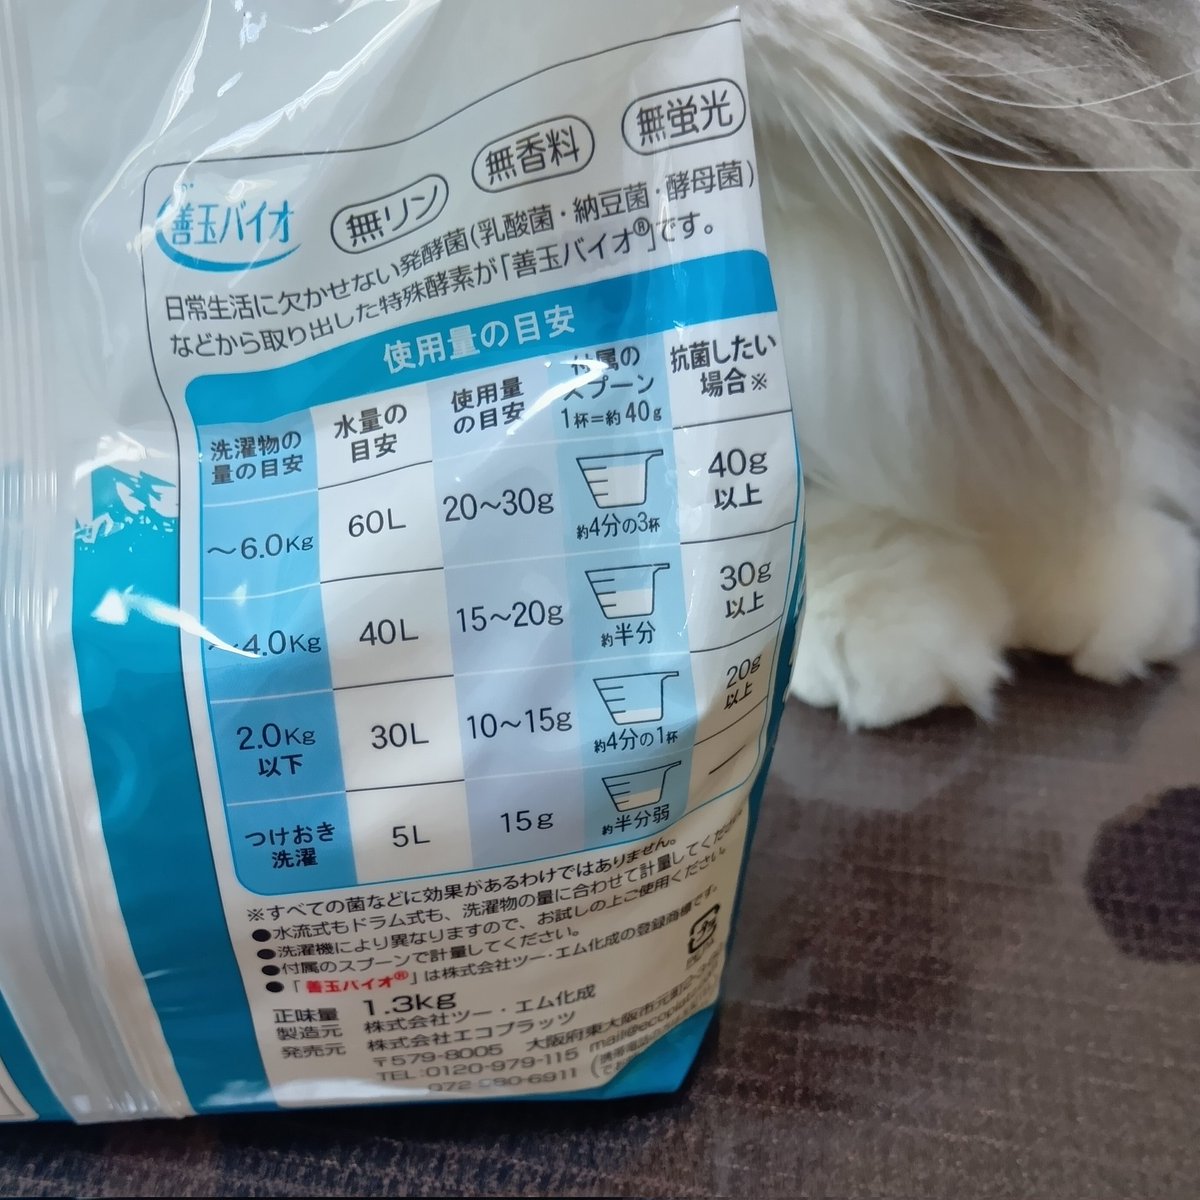 善玉バイオ
無リン
無香料
無蛍光
日常生活に欠かせない発酵菌(乳酸菌・納豆菌・酵母菌)
などから取り出した特殊酵素が「善玉バイオ®」です。
使用量の目安
洗濯物の
量の目安
水量の
目安
使用量
の目安
付属の
スプーン
1杯=約40g
抗菌したい
場合※
~6.0Kg
60L
20~30g
約4分の3杯
40g
以上
~4.0Kg
40L
15~20g
約半分
30g
以上
2.0Kg
以下
30L
10~15g
約4分の1杯
20g
以上
つけおき
洗濯
5L
15g
約半分弱
—
※すべての菌などに効果があるわけではありません。
●水流式もドラム式も、洗濯物の量に合わせて計量してくださ
●洗濯機により異なりますので、お試しの上ご使用ください。
●付属のスプーンで計量してください。
●「善玉バイオ®」は株式会社ツー・エム化成の登録商標です。
正味量 1.3kg
製造元 株式会社ツー・エム化成
発売元 株式会社エコプラッツ
〒579-8005 大阪府東大阪市元町2-
TEL:0120-979-115 mail@ecopla
072-980-6911 (携帯電話
プラ